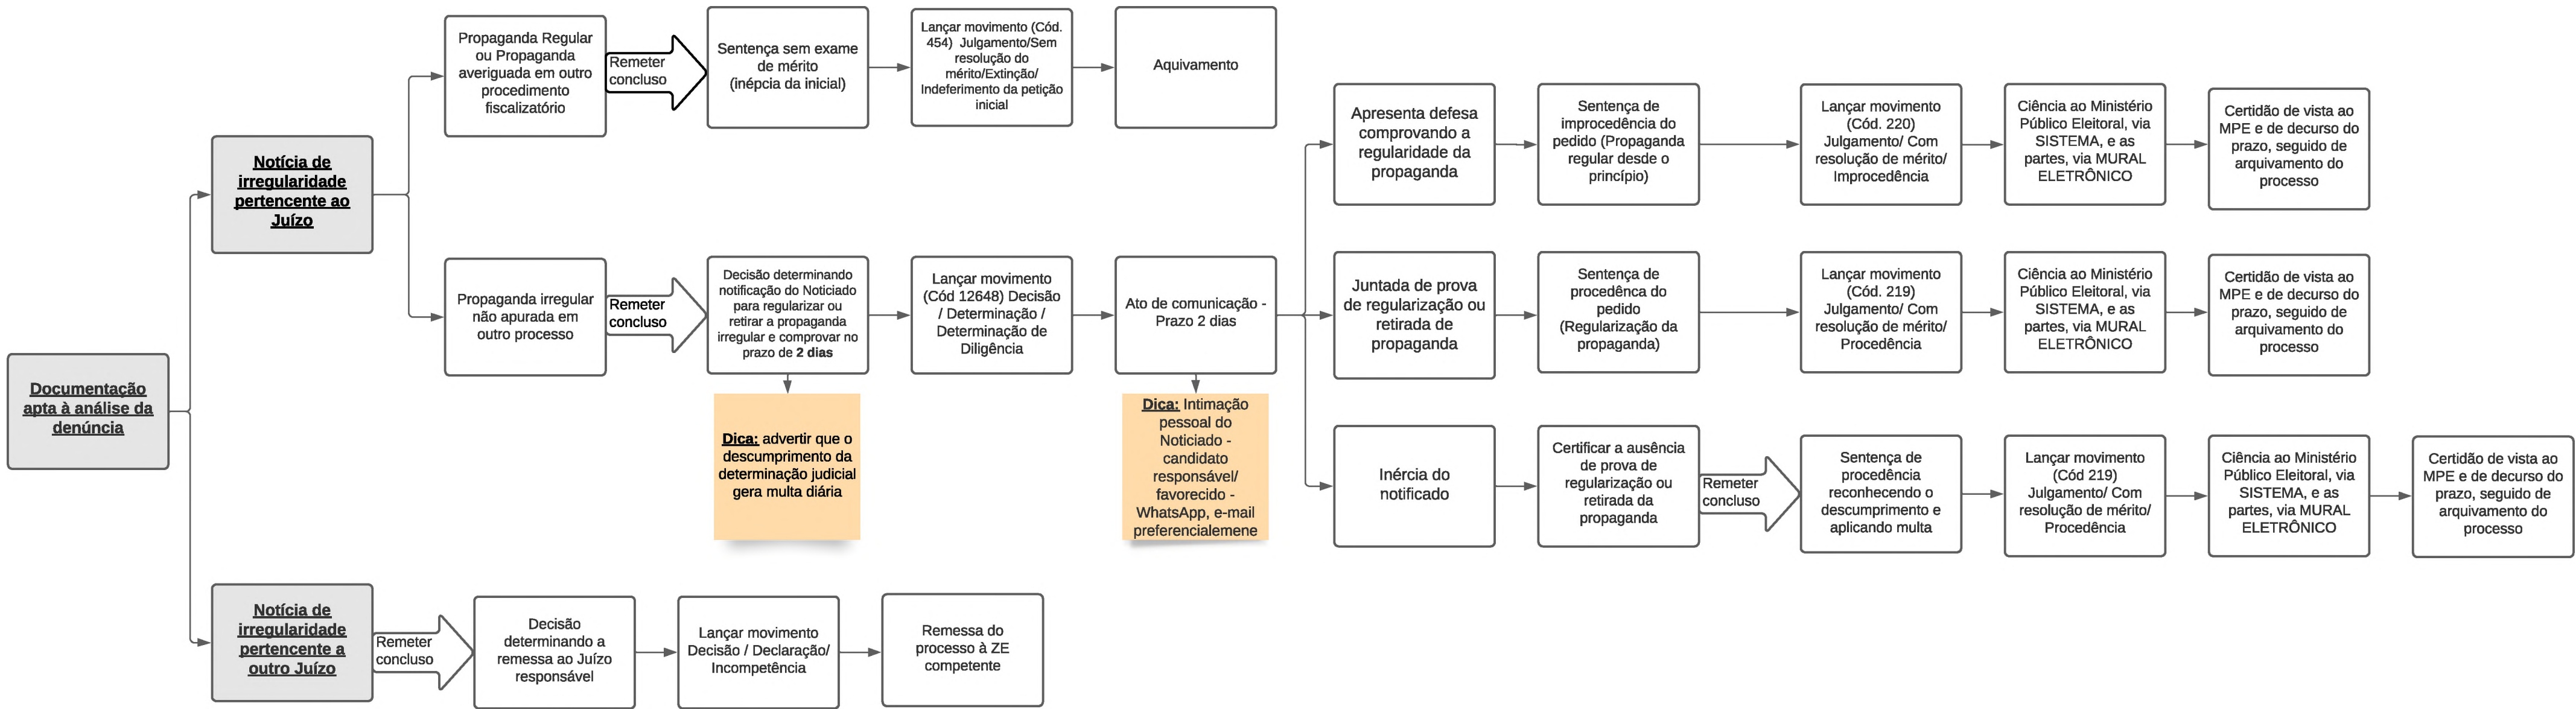 Propaganda Regular
ou Propaganda
averiguada em outro
procedimento
fiscalizatório
Remeter
concluso
Sentença sem exame
de mérito
(inépcia da inicial)
Lançar movimento (Cód.
454)  Julgamento/Sem
resolução do
mérito/Extinção/
Indeferimento da petição
inicial
Aquivamento
Notícia de
irregularidade
pertencente ao
Juízo
Apresenta defesa
comprovando a
regularidade da
propaganda
Sentença de
improcedência do
pedido (Propaganda
regular desde o
princípio)
Lançar movimento
(Cód. 220)
Julgamento/ Com
resolução de mérito/
Improcedência
Ciência ao Ministério
Público Eleitoral, via
SISTEMA, e as
partes, via MURAL
ELETRÔNICO
Certidão de vista ao
MPE e de decurso do
prazo, seguido de
arquivamento do
processo
Propaganda irregular
não apurada em
outro processo
Remeter
concluso
Decisão determinando
notificação do Noticiado
para regularizar ou
retirar a propaganda
irregular e comprovar no
prazo de 2 dias
Lançar movimento
(Cód 12648) Decisão
/ Determinação /
Determinação de
Diligência
Ato de comunicação -
Prazo 2 dias
Juntada de prova
de regularização ou
retirada de
propaganda
Sentença de
procedênca do
pedido
(Regularização da
propaganda)
Lançar movimento
(Cód. 219)
Julgamento/ Com
resolução de mérito/
Procedência
Ciência ao Ministério
Público Eleitoral, via
SISTEMA, e as
partes, via MURAL
ELETRÔNICO
Certidão de vista ao
MPE e de decurso do
prazo, seguido de
arquivamento do
processo
Documentação
apta à análise da
denúncia
Dica: advertir que o
descumprimento da
determinação judicial
gera multa diária
Dica: Intimação
pessoal do
Noticiado -
candidato
responsável/
favorecido -
WhatsApp, e-mail
preferencialemene
Inércia do
notificado
Certificar a ausência
de prova de
regularização ou
retirada da
propaganda
Remeter
concluso
Sentença de
procedência
reconhecendo o
descumprimento e
aplicando multa
Lançar movimento
(Cód 219)
Julgamento/ Com
resolução de mérito/
Procedência
Ciência ao Ministério
Público Eleitoral, via
SISTEMA, e as
partes, via MURAL
ELETRÔNICO
Certidão de vista ao
MPE e de decurso do
prazo, seguido de
arquivamento do
processo
Notícia de
irregularidade
pertencente a
outro Juízo
Remeter
concluso
Decisão
determinando a
remessa ao Juízo
responsável
Lançar movimento
Decisão / Declaração/
Incompetência
Remessa do
processo à ZE
competente